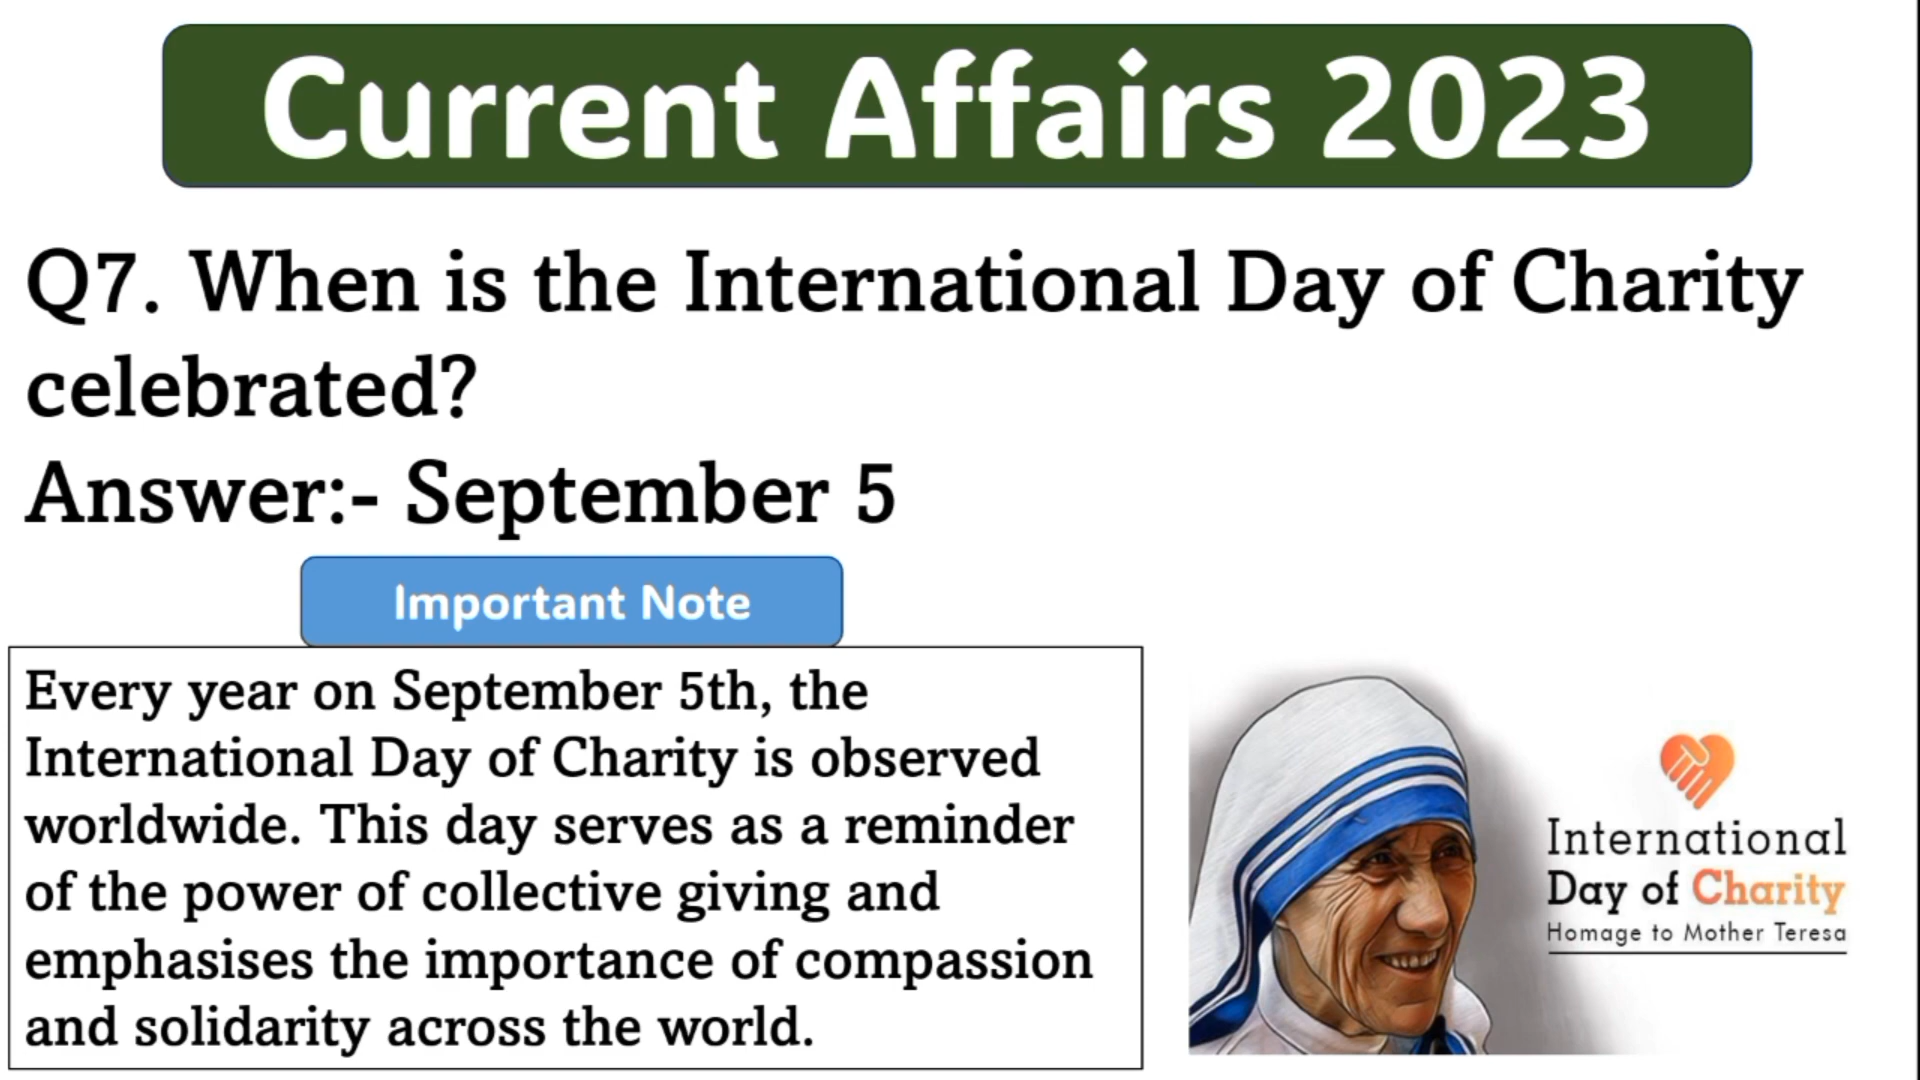 Current Affairs 2023
Q7. When is the International Day of Charity
celebrated?
Answer:- September 5
Important Note
Every year on September 5th, the
International Day of Charity is observed
worldwide. This day serves as a reminder
of the power of collective giving and
emphasises the importance of compassion
and solidarity across the world.
International
Day of Charity
Homage to Mother Teresa